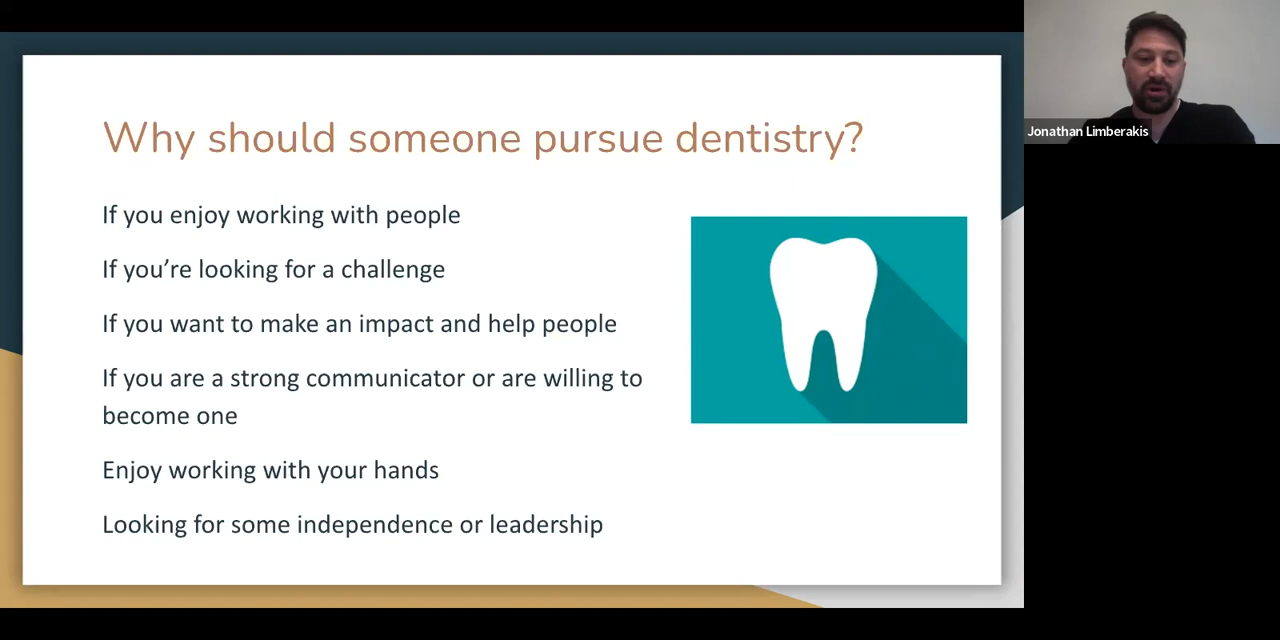 Why should someone pursue dentistry?
If you enjoy working with people
If you’re looking for a challenge
If you want to make an impact and help people
If you are a strong communicator or are willing to
become one
Enjoy working with your hands
Looking for some independence or leadership
Jonathan Limberakis